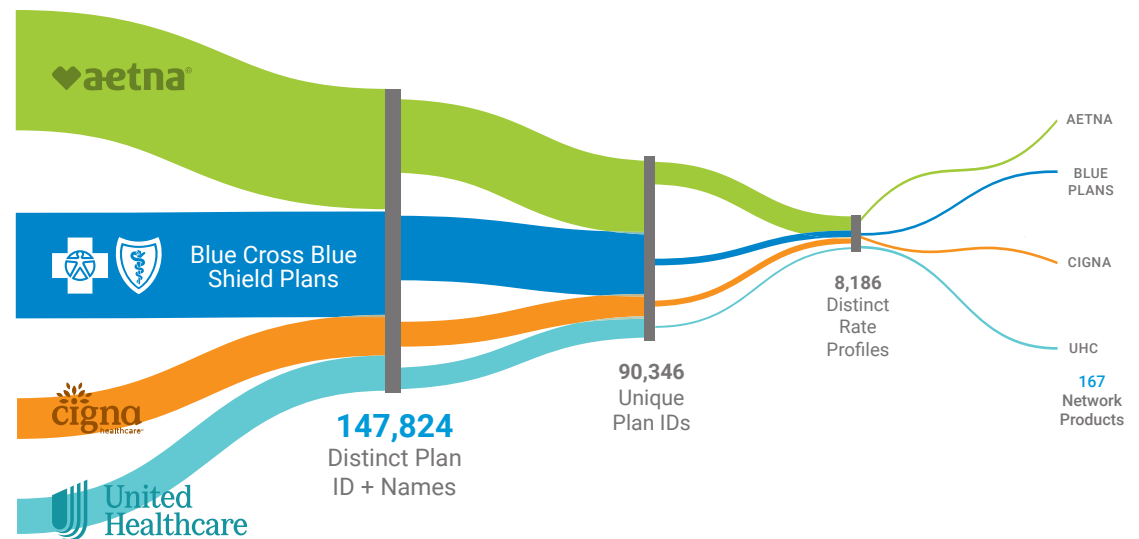 aetna®
Blue Cross Blue
Shield Plans
cigna
healthcare
United
Healthcare
147,824
Distinct Plan
ID + Names
90,346
Unique
Plan IDs
8,186
Distinct
Rate
Profiles
AETNA
BLUE
PLANS
CIGNA
UHC
167
Network
Products